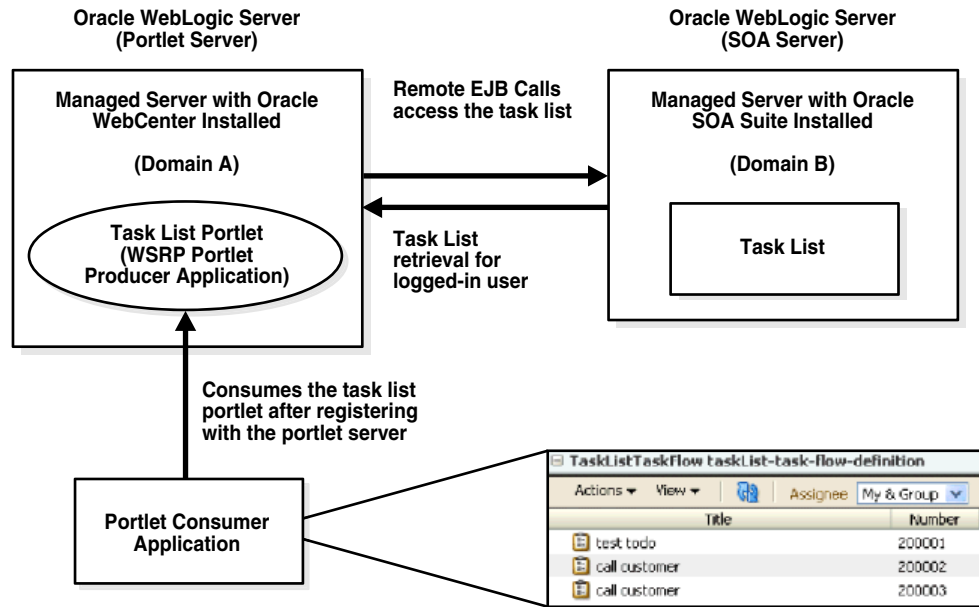 Oracle WebLogic Server
(Portlet Server)
Oracle WebLogic Server
(SOA Server)
Managed Server with Oracle
WebCenter Installed
(Domain A)
Task List Portlet
(WSRP Portlet
Producer Application)
Remote EJB Calls
access the task list
Task List
retrieval for
logged-in user
Managed Server with Oracle
SOA Suite Installed
(Domain B)
Task List
Consumes the task list
portlet after registering
with the portlet server
Portlet Consumer
Application
TaskListTaskFlow taskList-task-flow-definition
Actions View Assignee My & Group
Title Number
test todo 200001
call customer 200002
call customer 200003